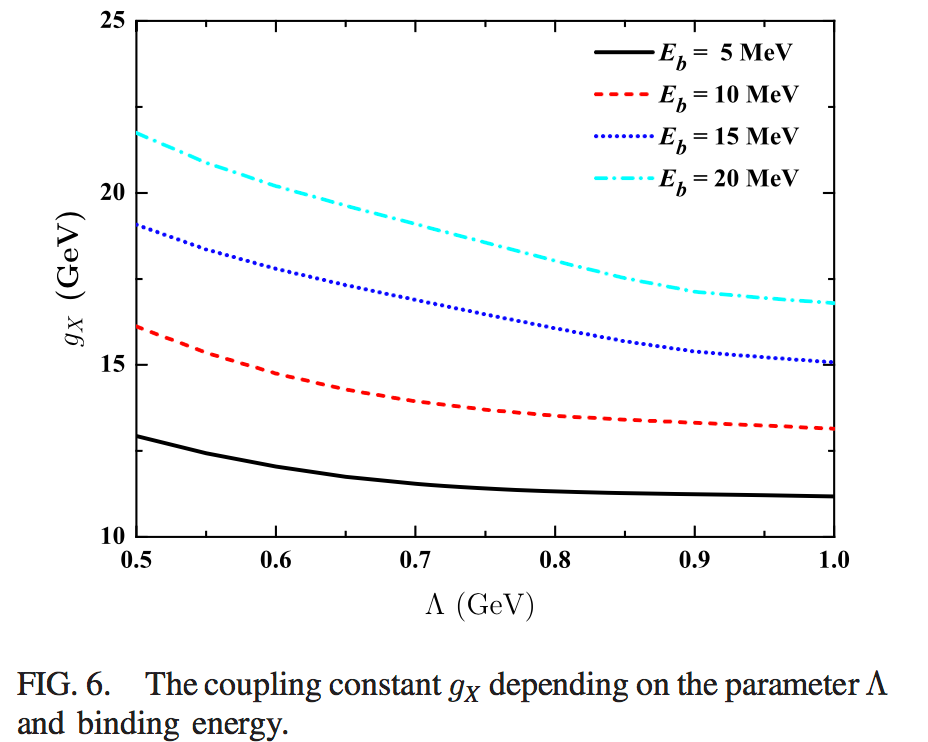 25
20
15
10
g_X (GeV)
E_b = 5 MeV
E_b = 10 MeV
E_b = 15 MeV
E_b = 20 MeV
0.5 0.6 0.7 0.8 0.9 1.0
Λ (GeV)
FIG. 6. The coupling constant g_X depending on the parameter Λ
and binding energy.